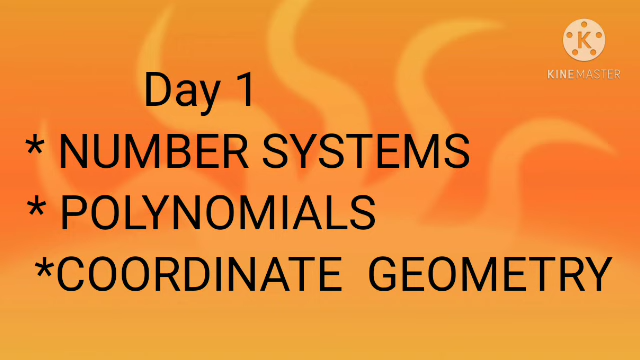 K
KINEMASTER
Day 1
* NUMBER SYSTEMS
* POLYNOMIALS
*COORDINATE GEOMETRY